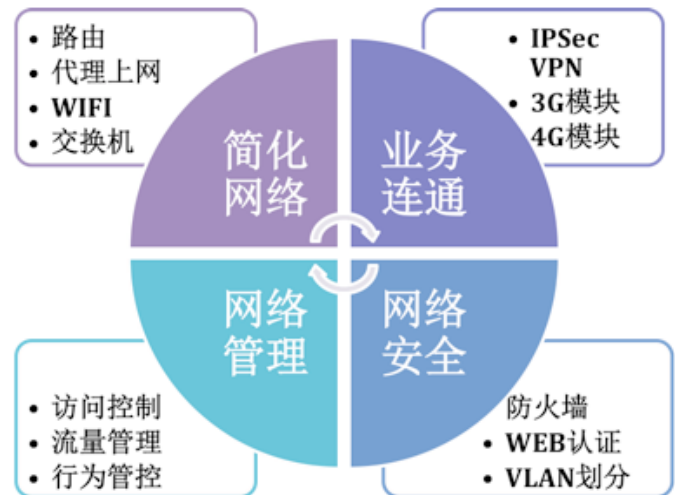 • 路由
• 代理上网
• WIFI
• 交换机
简化
网络
业务
连通
• IPSec
VPN
• 3G模块
4G模块
网络
管理
网络
安全
• 访问控制
• 流量管理
• 行为管控
防火墙
• WEB认证
• VLAN划分